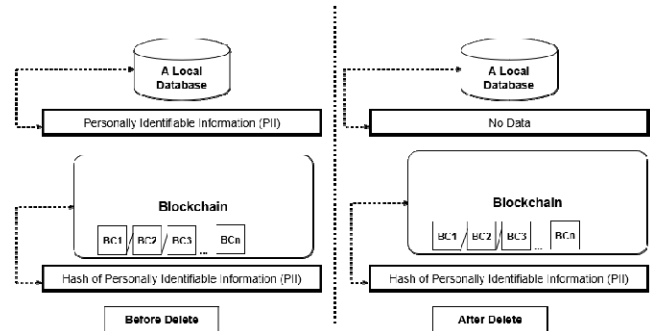 A Local
Database
Personally Identifiable Information (PII)
Blockchain
BC1 BC2 BC3 ... BCn
Hash of Personally Identifiable Information (PII)
Before Delete
A Local
Database
No Data
Blockchain
BC1 BC2 BC3 ... BCn
Hash of Personally Identifiable Information (PII)
After Delete